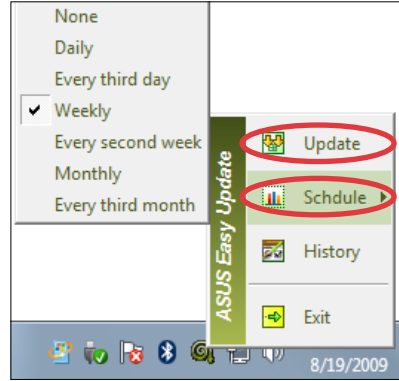 None
Daily
Every third day
Weekly
Every second week
Monthly
Every third month
ASUS Easy Update
Update
Schdule
History
Exit
8/19/2009